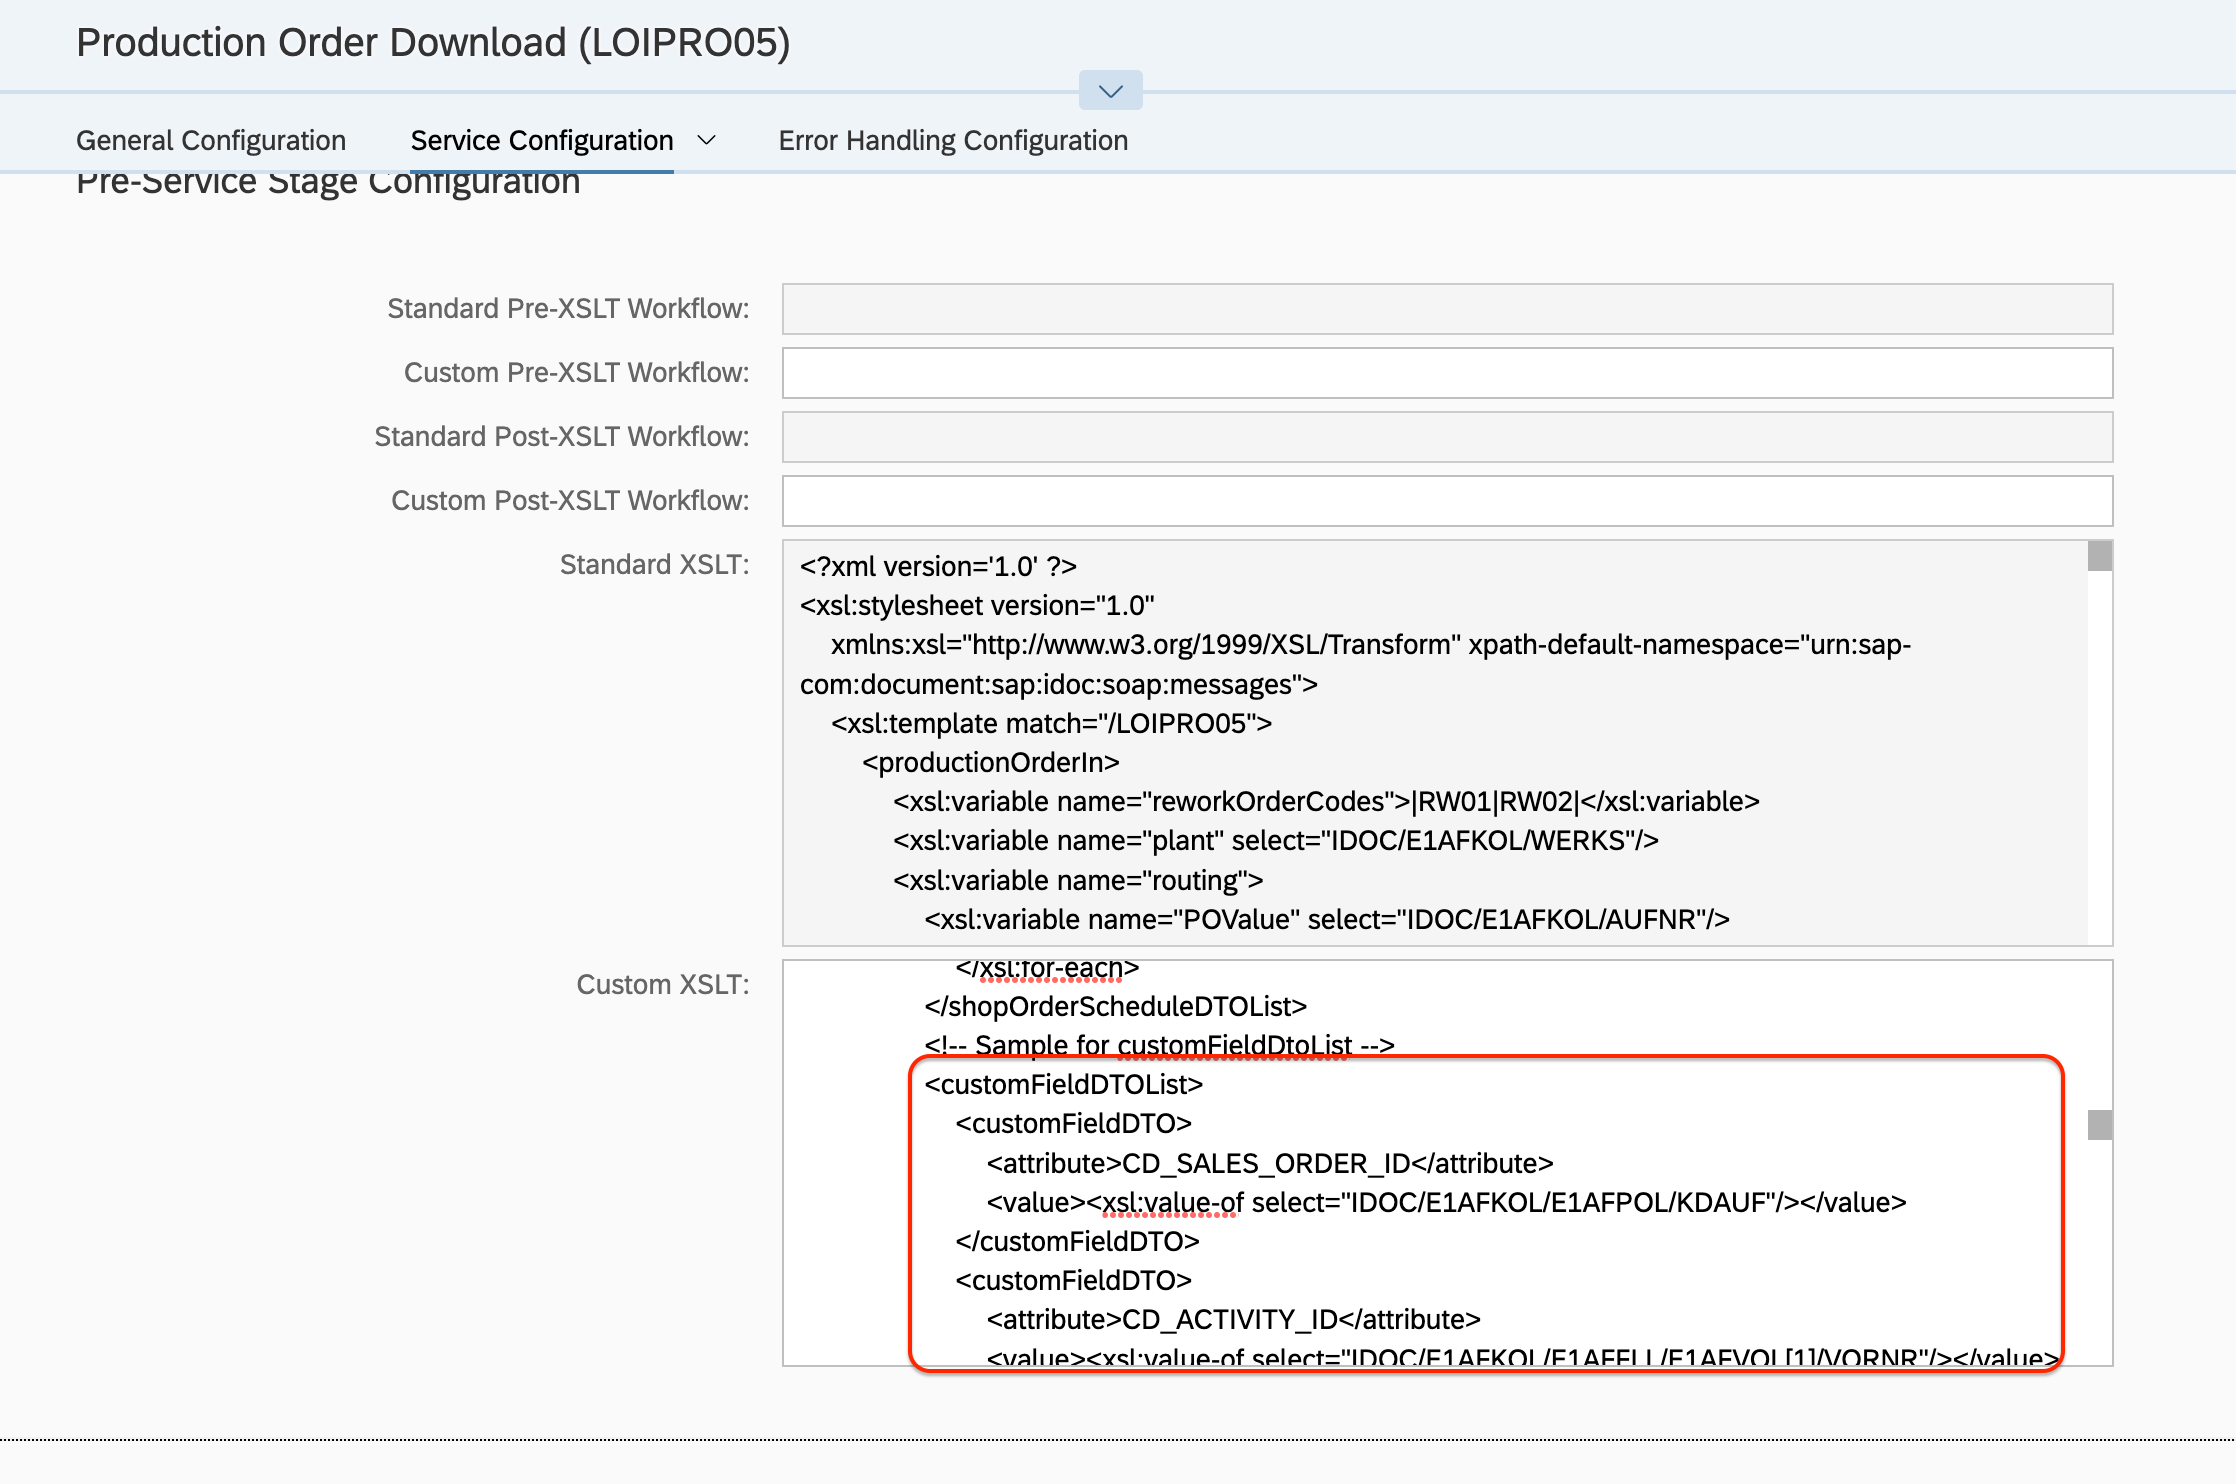 Production Order Download (LOIPRO05)
General Configuration
Service Configuration
Error Handling Configuration
Pre-Service Stage Configuration
Standard Pre-XSLT Workflow:
Custom Pre-XSLT Workflow:
Standard Post-XSLT Workflow:
Custom Post-XSLT Workflow:
Standard XSLT:
<?xml version='1.0' ?>
<xsl:stylesheet version="1.0"
xmlns:xsl="http://www.w3.org/1999/XSL/Transform" xpath-default-namespace="urn:sap-
com:document:sap:idoc:soap:messages">
<xsl:template match="/LOIPRO05">
<productionOrderIn>
<xsl:variable name="reworkOrderCodes">|RW01|RW02|</xsl:variable>
<xsl:variable name="plant" select="IDOC/E1AFKOL/WERKS"/>
<xsl:variable name="routing">
<xsl:variable name="POValue" select="IDOC/E1AFKOL/AUFNR"/>
Custom XSLT:
</xsl:for-each>
</shopOrderScheduleDTOList>
<!-- Sample for customFieldDtoList -->
<customFieldDTOList>
<customFieldDTO>
<attribute>CD_SALES_ORDER_ID</attribute>
<value><xsl:value-of select="IDOC/E1AFKOL/E1AFPOL/KDAUF"/></value>
</customFieldDTO>
<customFieldDTO>
<attribute>CD_ACTIVITY_ID</attribute>
<value><xsl:value-of select="IDOC/E1AFKOL/E1AFFLL/E1AFVOL[1]/VORNR"/></value>